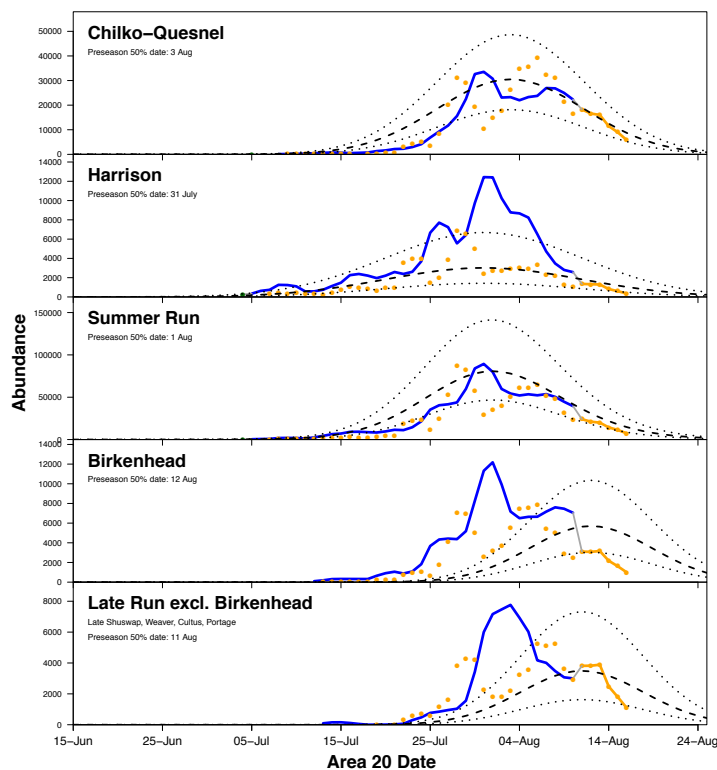 Abundance
Chilko–Quesnel
Preseason 50% date: 3 Aug
50000
40000
30000
20000
10000
0
Harrison
Preseason 50% date: 31 July
14000
12000
10000
8000
6000
4000
2000
0
Summer Run
Preseason 50% date: 1 Aug
150000
100000
50000
0
Birkenhead
Preseason 50% date: 12 Aug
14000
12000
10000
8000
6000
4000
2000
0
Late Run excl. Birkenhead
Late Shuswap, Weaver, Cultus, Portage
Preseason 50% date: 11 Aug
8000
6000
4000
2000
0
15–Jun 25–Jun 05–Jul 15–Jul 25–Jul 04–Aug 14–Aug 24–Aug
Area 20 Date